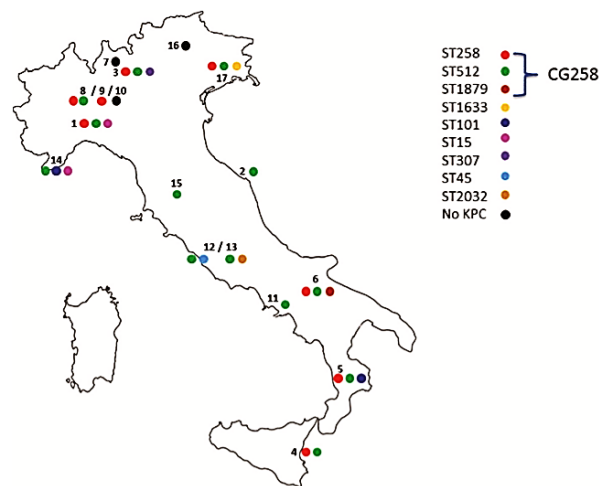 16
7
3
17
8 / 9 / 10
1
14
2
15
12 / 13
6
11
5
4
ST258
ST512
ST1879
ST1633
ST101
ST15
ST307
ST45
ST2032
No KPC
CG258